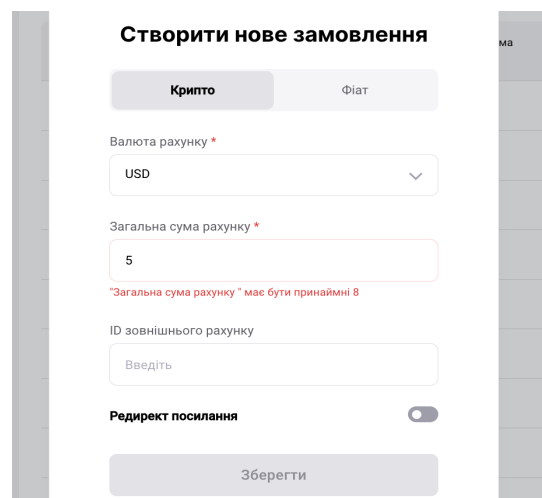 Створити нове замовлення
ма
Крипто
Фіат
Валюта рахунку *
USD
Загальна сума рахунку *
5
"Загальна сума рахунку " має бути принаймні 8
ID зовнішнього рахунку
Введіть
Редирект посилання
Зберегти